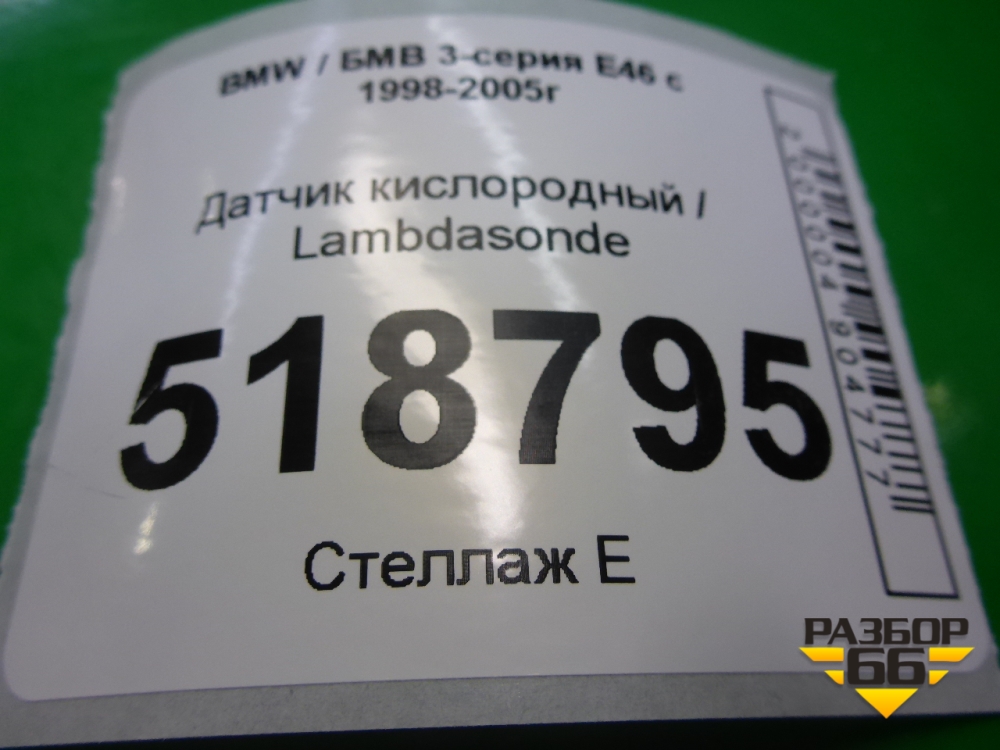 BMW / БМВ 3-серия E46 с
1998-2005г
Датчик кислородный /
Lambdasonde
518795
Стеллаж Е
РАЗБОР
66